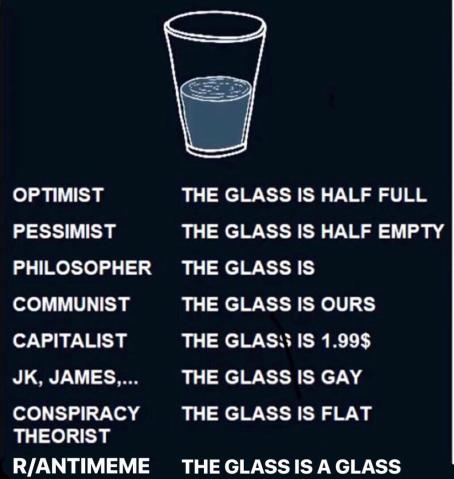 OPTIMIST THE GLASS IS HALF FULL
PESSIMIST THE GLASS IS HALF EMPTY
PHILOSOPHER THE GLASS IS
COMMUNIST THE GLASS IS OURS
CAPITALIST THE GLASS IS 1.99$
JK, JAMES,... THE GLASS IS GAY
CONSPIRACY THE GLASS IS FLAT
THEORIST
R/ANTIMEME THE GLASS IS A GLASS